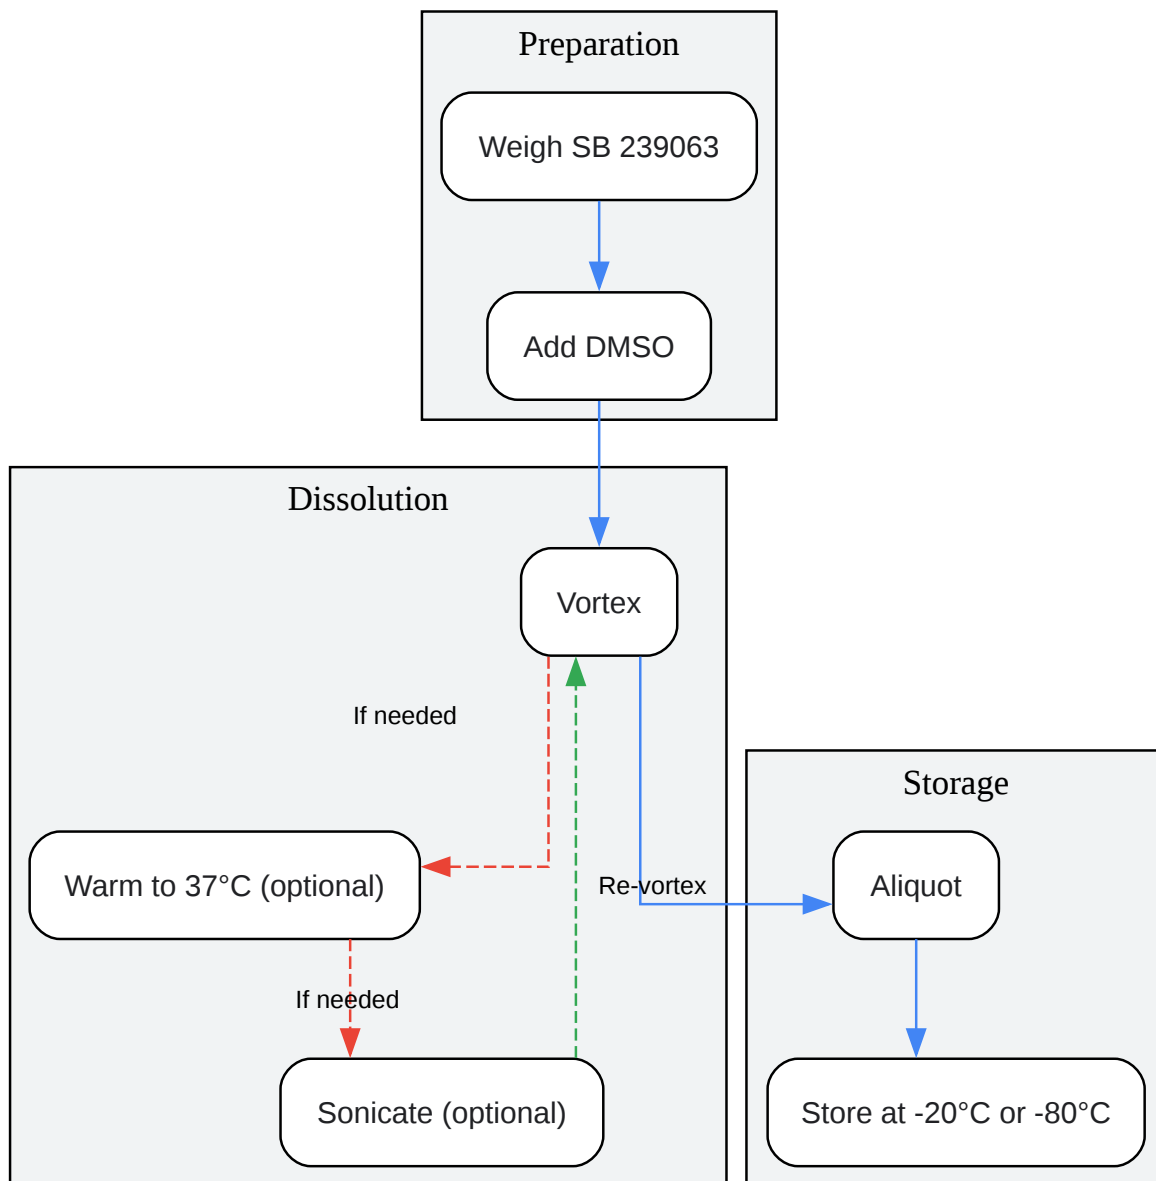 Preparation
Weigh SB 239063
Add DMSO
Dissolution
Vortex
If needed
Warm to 37°C (optional)
If needed
Sonicate (optional)
Re-vortex
Storage
Aliquot
Store at -20°C or -80°C